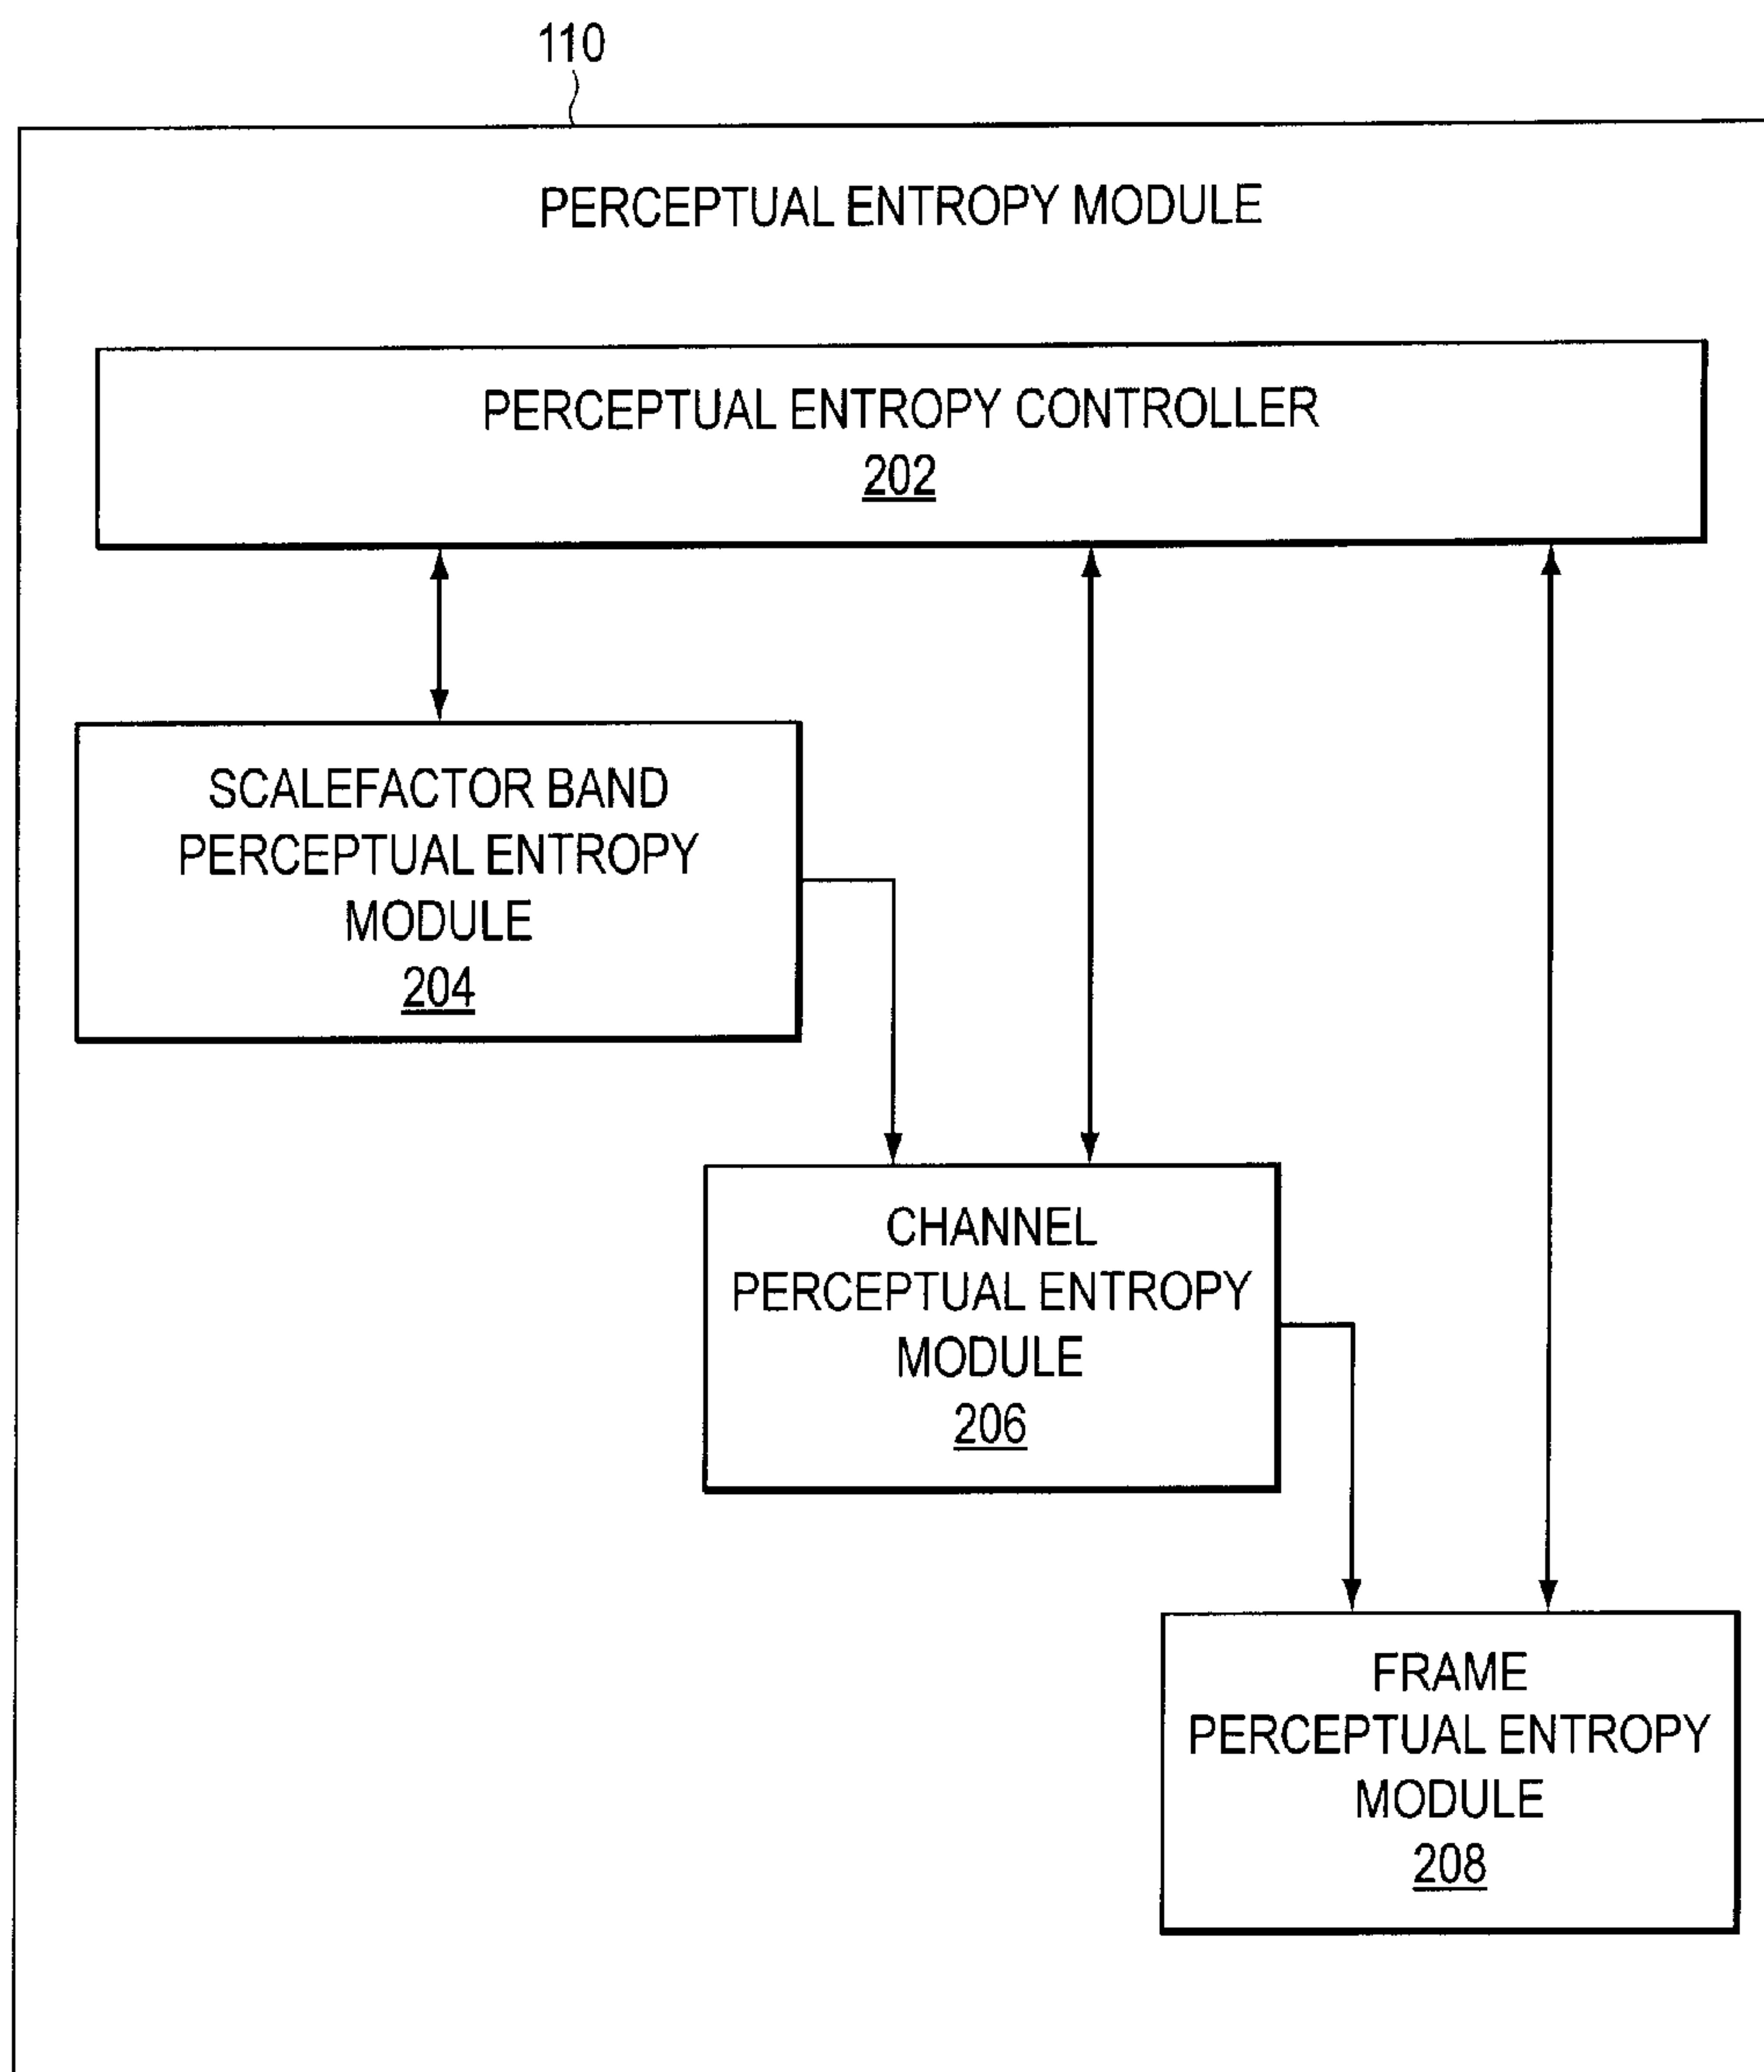 110
PERCEPTUAL ENTROPY MODULE
PERCEPTUAL ENTROPY CONTROLLER
202
SCALEFACTOR BAND
PERCEPTUAL ENTROPY
MODULE
204
CHANNEL
PERCEPTUAL ENTROPY
MODULE
206
FRAME
PERCEPTUAL ENTROPY
MODULE
208